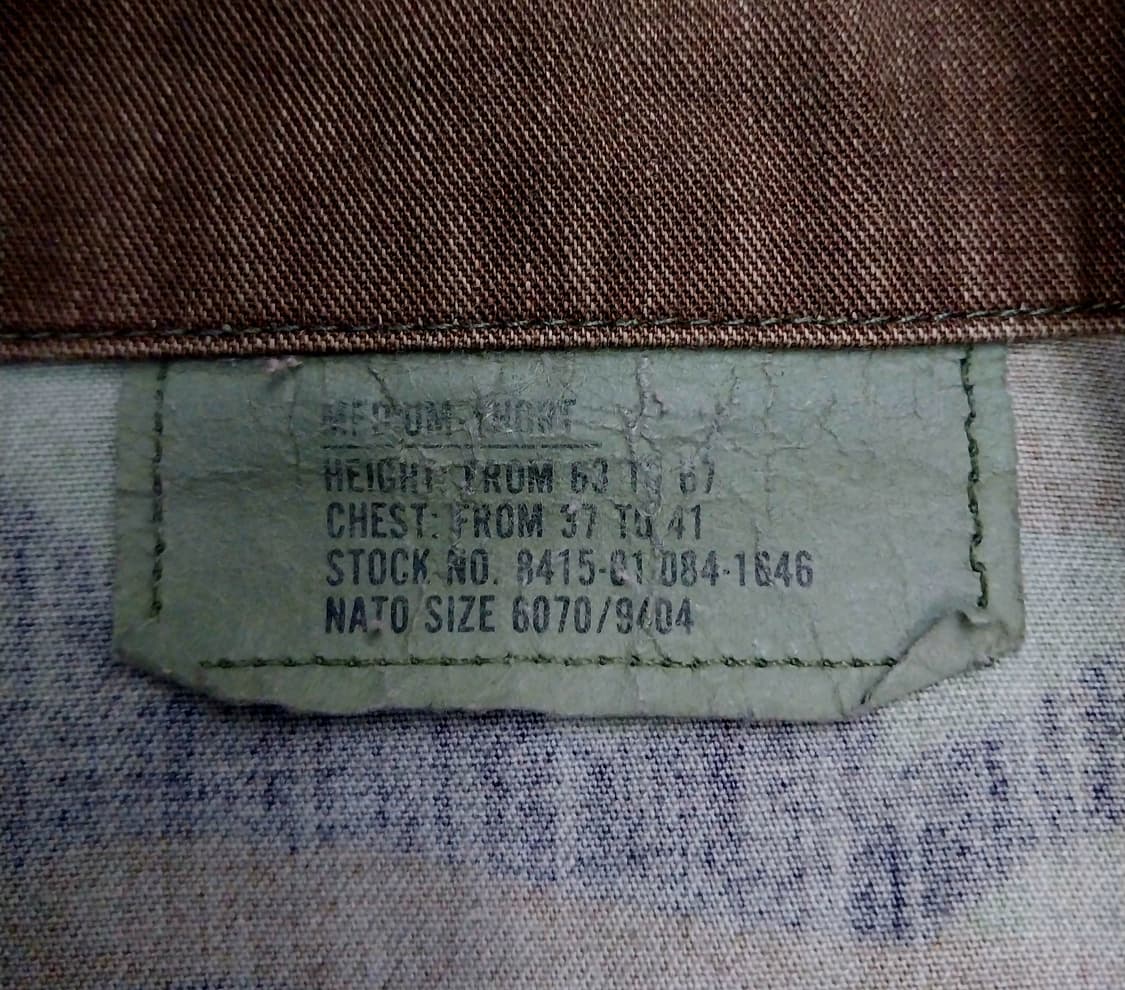 MEDIUM-SHORT
HEIGHT: FROM 63 TO 67
CHEST: FROM 37 TO 41
STOCK NO. 8415-01-084-1646
NATO SIZE 6070/9404